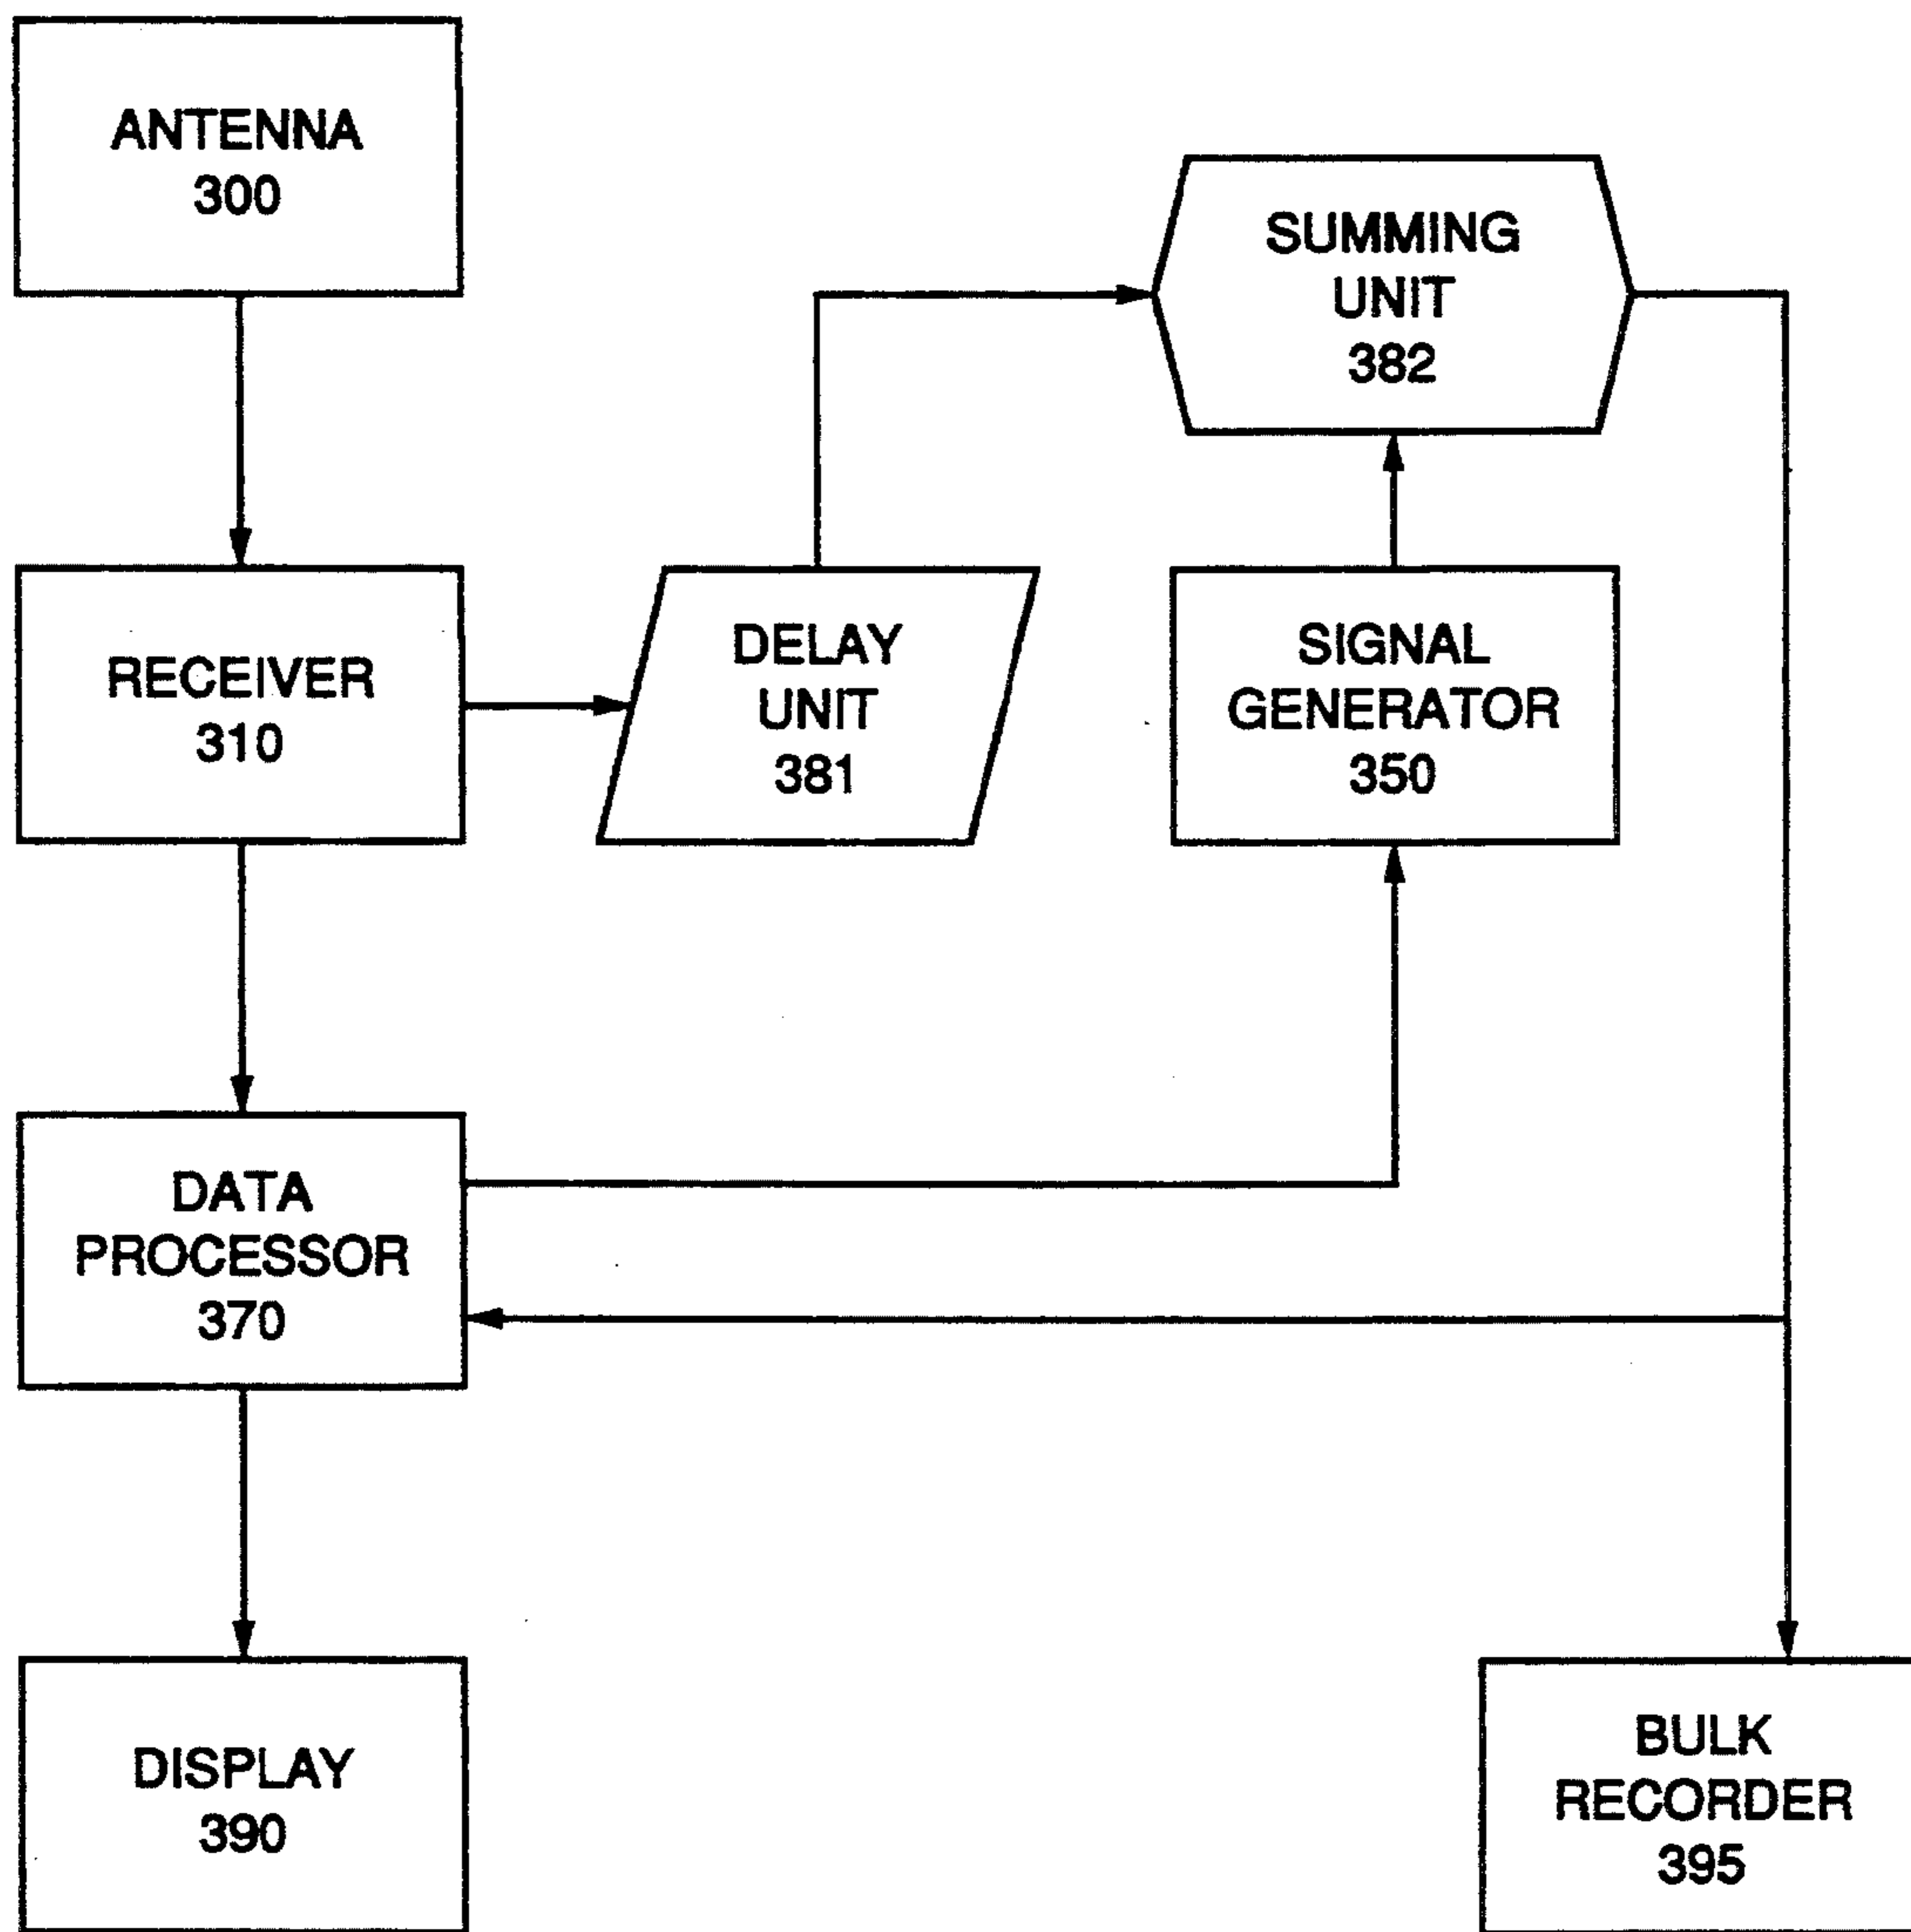 ANTENNA
300
SUMMING
UNIT
382
RECEIVER
310
DELAY
UNIT
381
SIGNAL
GENERATOR
350
DATA
PROCESSOR
370
DISPLAY
390
BULK
RECORDER
395